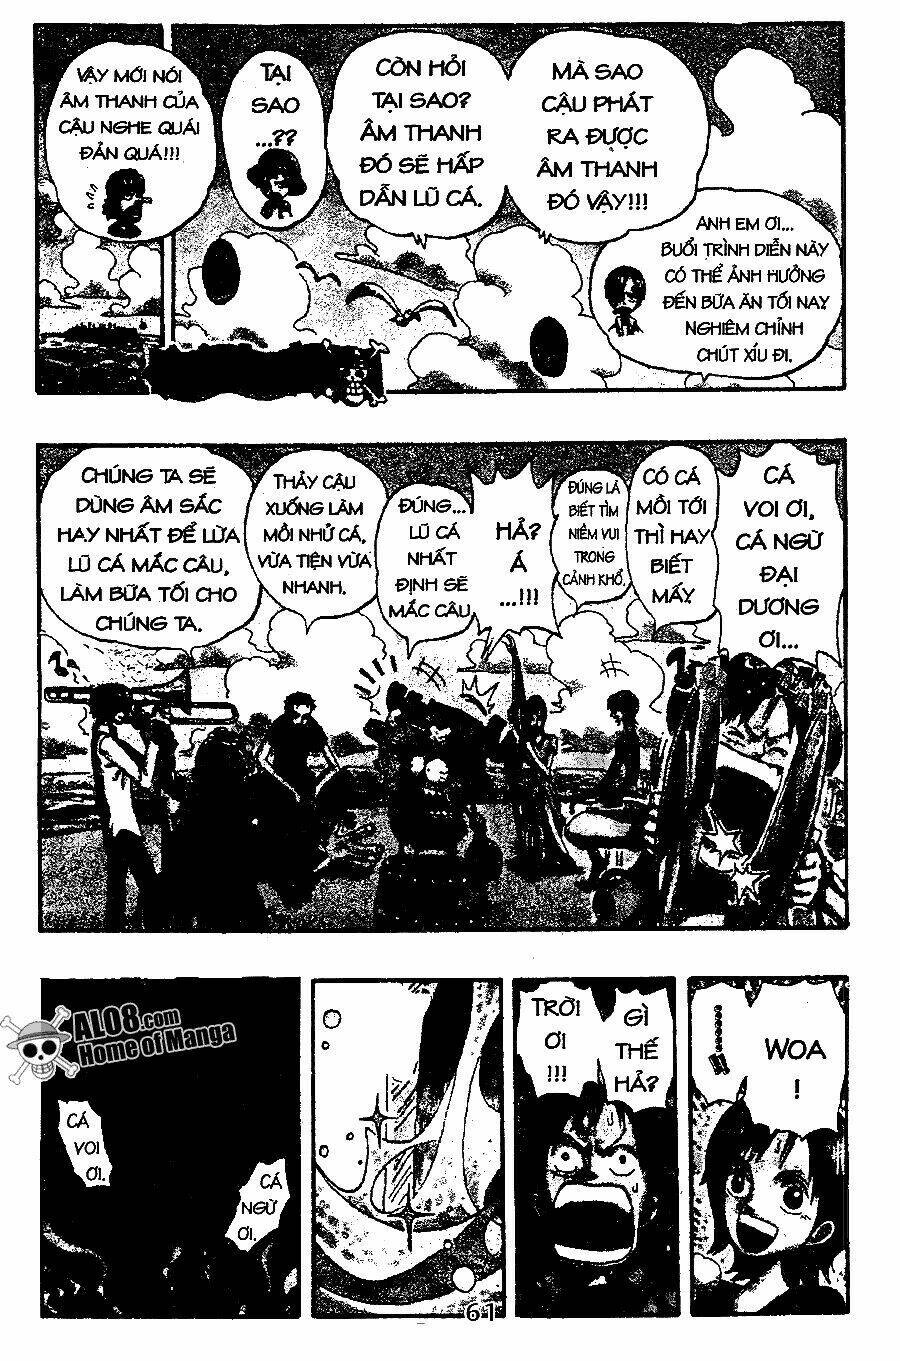 MÀ SAO
CẬU PHÁT
RA ĐƯỢC
ÂM THANH
ĐÓ VẬY!!!
CÒN HỎI
TẠI SAO?
ÂM THANH
ĐÓ SẼ HẤP
DẪN LŨ CÁ.
TẠI
SAO
...??
VẬY MỚI NÓI
ÂM THANH CỦA
CẬU NGHE QUÁI
ĐẢN QUÁ!!!
ANH EM ƠI...
BUỔI TRÌNH DIỄN NÀY
CÓ THỂ ẢNH HƯỞNG
ĐẾN BỮA ĂN TỐI NAY.
NGHIÊM CHỈNH
CHÚT XÍU ĐI.
CÁ
VOI ƠI,
CÁ NGỪ
ĐẠI
DƯƠNG
ƠI...
CÓ CÁ
MỒI TỚI
THÌ HAY
BIẾT
MẤY.
ĐÚNG LÀ
BIẾT TÌM
NIỀM VUI
TRONG
CẢNH KHỔ.
HẢ?
Á
...!!!
ĐÚNG...
LŨ CÁ
NHẤT
ĐỊNH SẼ
MẮC CÂU.
THẢY CẬU
XUỐNG LÀM
MỒI NHỬ CÁ,
VỪA TIỆN VỪA
NHANH.
CHÚNG TA SẼ
DÙNG ÂM SẮC
HAY NHẤT ĐỂ LỪA
LŨ CÁ MẮC CÂU,
LÀM BỮA TỐI CHO
CHÚNG TA.
WOA
!
GÌ
THẾ
HẢ?
TRỜI
ƠI
!!!
CÁ
NGỪ
ƠI.
CÁ
VOI
ƠI.
ALO8.com
Home of Manga
61